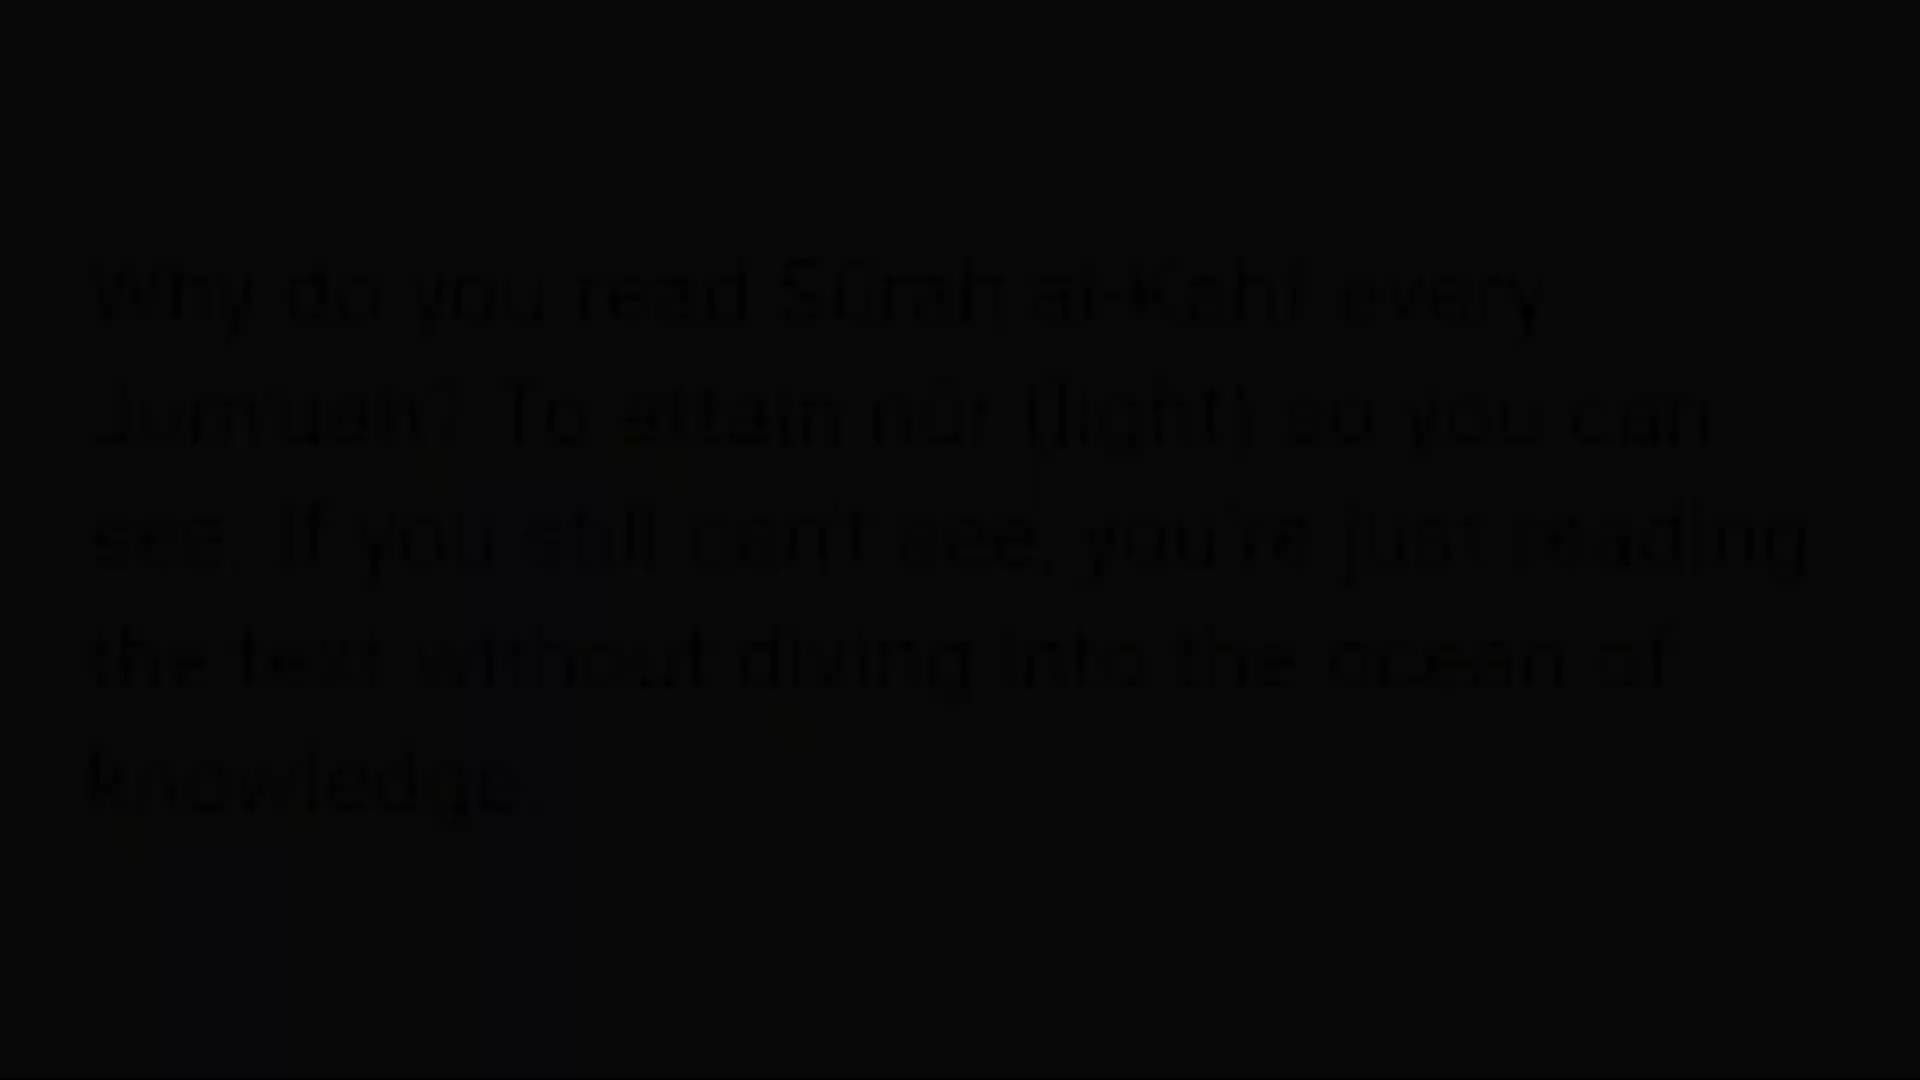 Why do you read Sūrah al-Kahf every
Jumuah? To attain nūr (light) so you can
see. If you still can't see, you're just reading
the text without diving into the ocean of
knowledge.